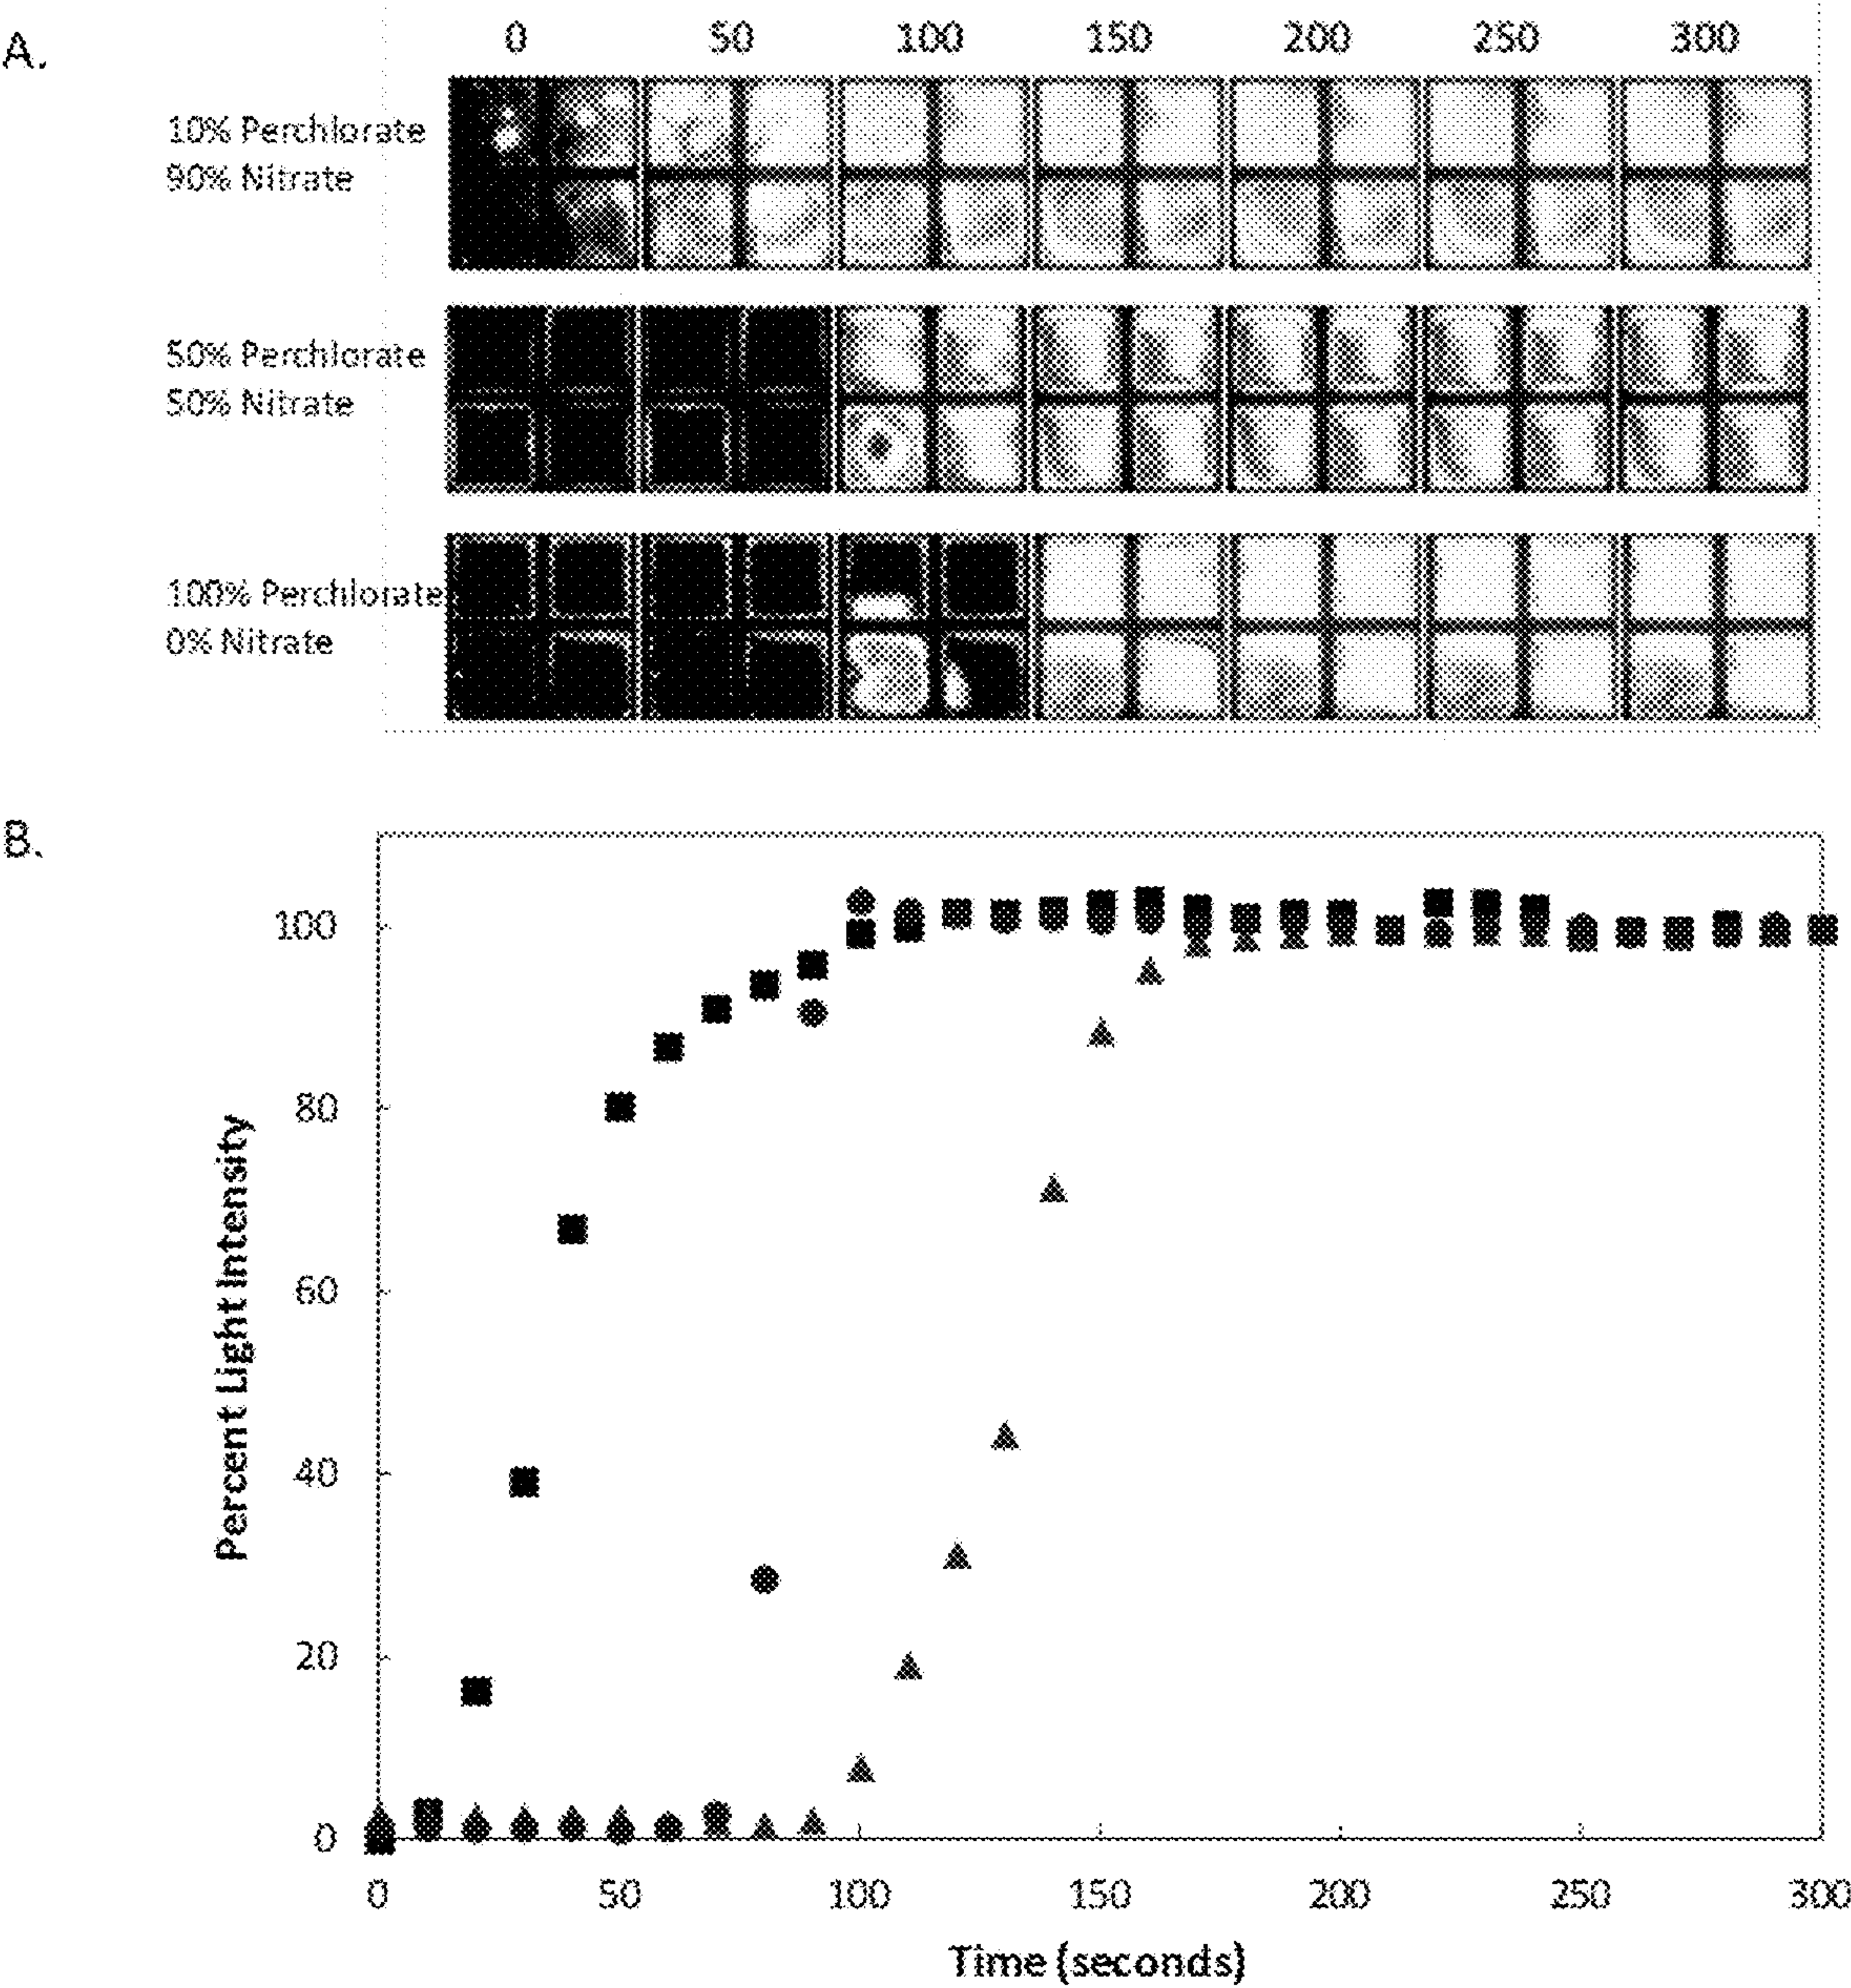 A.
0 50 100 150 200 250 300
10% Perchlorate
90% Nitrate
50% Perchlorate
50% Nitrate
100% Perchlorate
0% Nitrate
B.
100
80
60
40
20
0
Percent Light Intensity
0 50 100 150 200 250 300
Time (seconds)